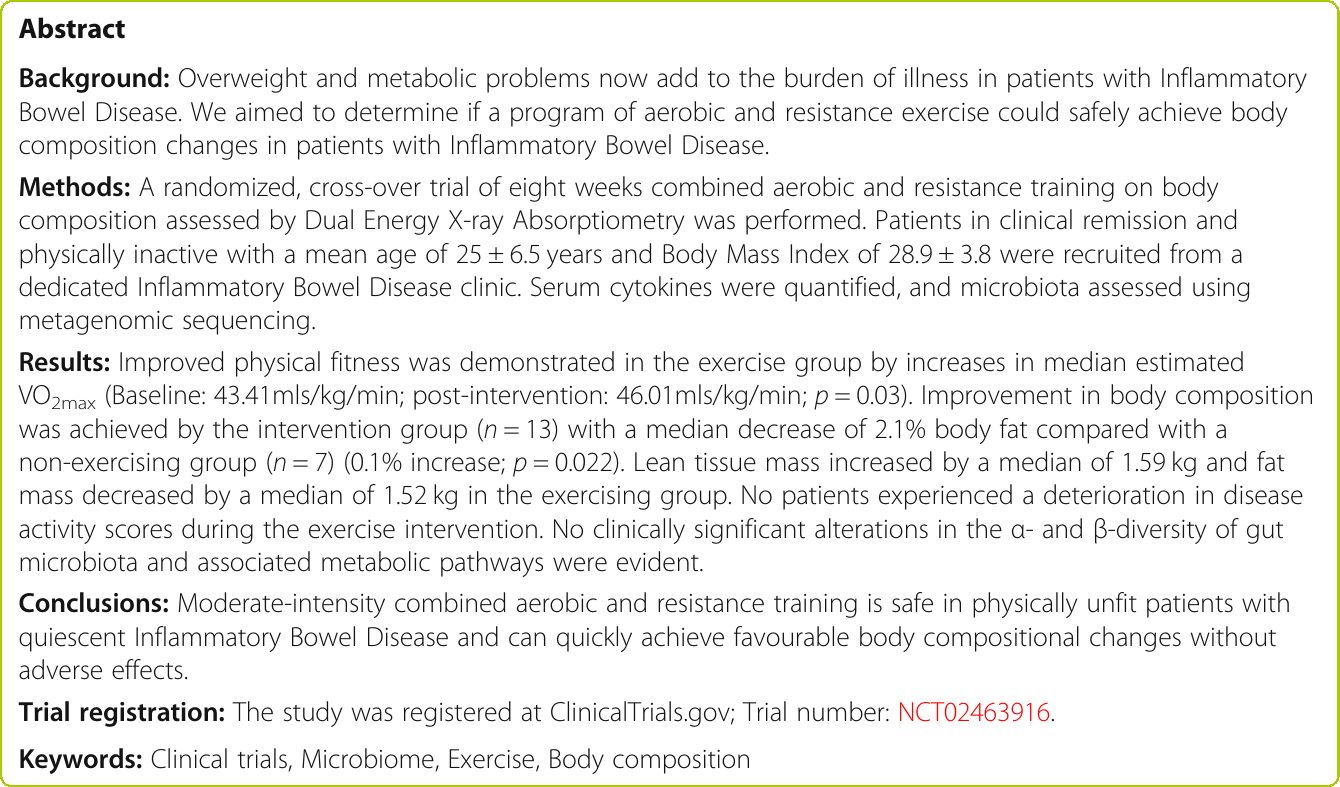 Abstract
Background: Overweight and metabolic problems now add to the burden of illness in patients with Inflammatory
Bowel Disease. We aimed to determine if a program of aerobic and resistance exercise could safely achieve body
composition changes in patients with Inflammatory Bowel Disease.
Methods: A randomized, cross-over trial of eight weeks combined aerobic and resistance training on body
composition assessed by Dual Energy X-ray Absorptiometry was performed. Patients in clinical remission and
physically inactive with a mean age of 25 ± 6.5 years and Body Mass Index of 28.9 ± 3.8 were recruited from a
dedicated Inflammatory Bowel Disease clinic. Serum cytokines were quantified, and microbiota assessed using
metagenomic sequencing.
Results: Improved physical fitness was demonstrated in the exercise group by increases in median estimated
VO2max (Baseline: 43.41mls/kg/min; post-intervention: 46.01mls/kg/min; p = 0.03). Improvement in body composition
was achieved by the intervention group (n = 13) with a median decrease of 2.1% body fat compared with a
non-exercising group (n = 7) (0.1% increase; p = 0.022). Lean tissue mass increased by a median of 1.59 kg and fat
mass decreased by a median of 1.52 kg in the exercising group. No patients experienced a deterioration in disease
activity scores during the exercise intervention. No clinically significant alterations in the α- and β-diversity of gut
microbiota and associated metabolic pathways were evident.
Conclusions: Moderate-intensity combined aerobic and resistance training is safe in physically unfit patients with
quiescent Inflammatory Bowel Disease and can quickly achieve favourable body compositional changes without
adverse effects.
Trial registration: The study was registered at ClinicalTrials.gov; Trial number: NCT02463916.
Keywords: Clinical trials, Microbiome, Exercise, Body composition